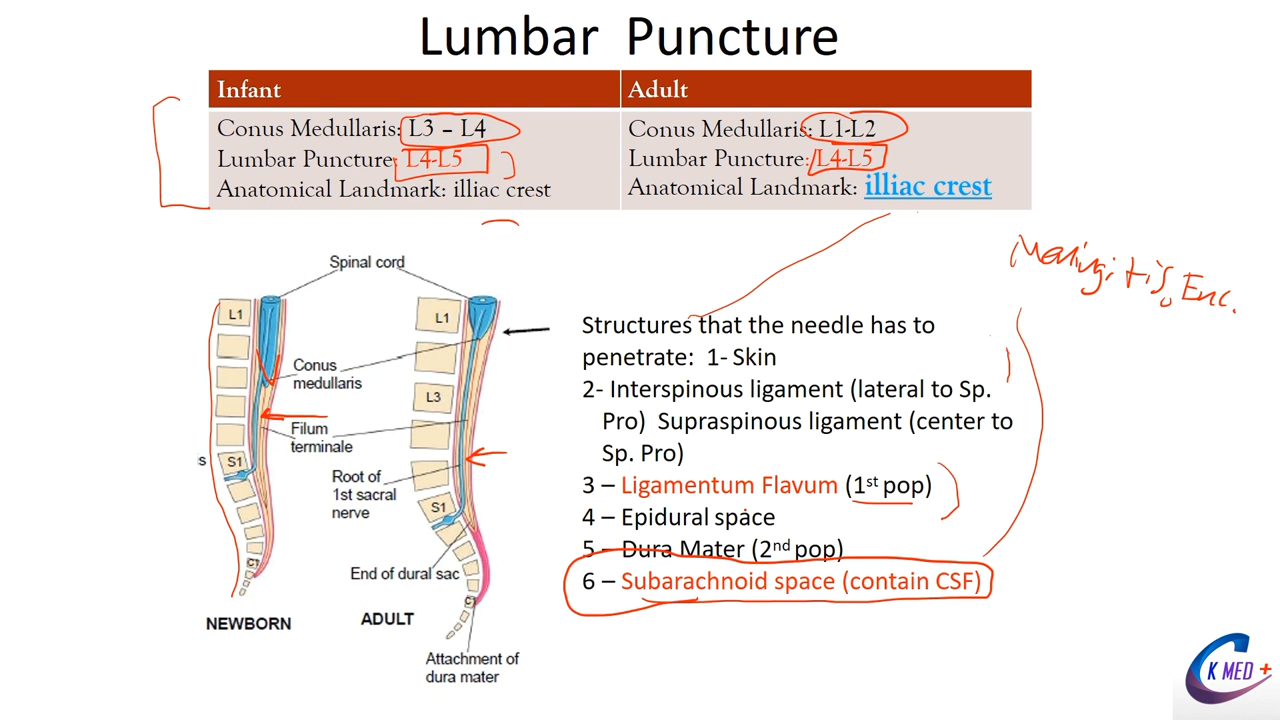 Lumbar Puncture
Infant
Adult
Conus Medullaris: L3 – L4
Lumbar Puncture: L4-L5
Anatomical Landmark: illiac crest
Conus Medullaris: L1-L2
Lumbar Puncture: L4-L5
Anatomical Landmark: illiac crest
Enc.
Spinal cord
L1
L1
Conus
medullaris
L3
Filum
terminale
S1
Root of
1st sacral
nerve
S1
End of dural sac
C1
C1
NEWBORN
ADULT
Attachment of
dura mater
Structures that the needle has to
penetrate: 1- Skin
2- Interspinous ligament (lateral to Sp.
Pro) Supraspinous ligament (center to
Sp. Pro)
3 – Ligamentum Flavum (1st pop)
4 – Epidural space
5 – Dura Mater (2nd pop)
6 – Subarachnoid space (contain CSF)
K MED +